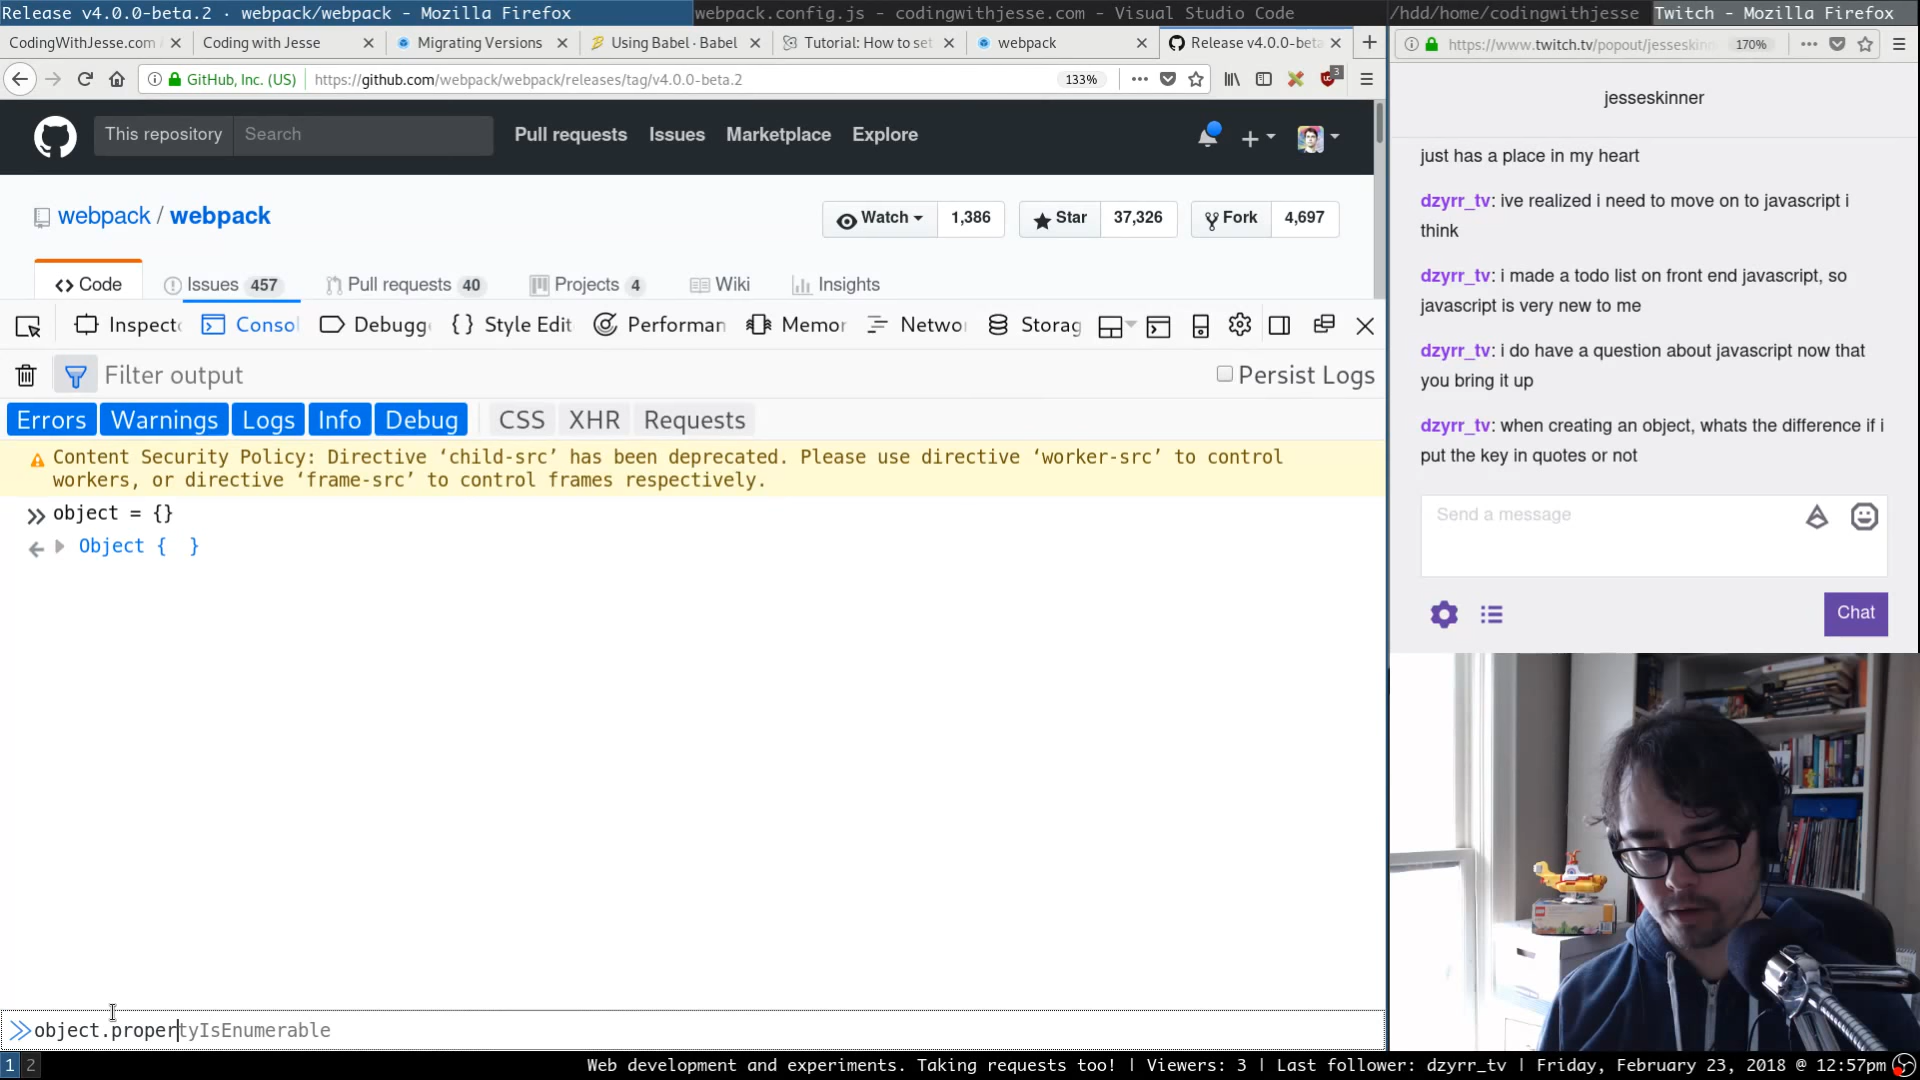 Release v4.0.0-beta.2 · webpack/webpack - Mozilla Firefox
webpack.config.js - codingwithjesse.com - Visual Studio Code
/hdd/home/codingwithjesse
Twitch - Mozilla Firefox
CodingWithJesse.com
Coding with Jesse
Migrating Versions
Using Babel · Babel
Tutorial: How to set
webpack
Release v4.0.0-beta
GitHub, Inc. (US)
https://github.com/webpack/webpack/releases/tag/v4.0.0-beta.2
133%
3
https://www.twitch.tv/popout/jesseskinn
170%
This repository
Search
Pull requests
Issues
Marketplace
Explore
webpack / webpack
Watch
1,386
Star
37,326
Fork
4,697
Code
Issues 457
Pull requests 40
Projects 4
Wiki
Insights
Inspect
Consol
Debugg
{ } Style Edit
Performan
Memor
Netwo
Storag
Filter output
Persist Logs
Errors
Warnings
Logs
Info
Debug
CSS
XHR
Requests
Content Security Policy: Directive ‘child-src’ has been deprecated. Please use directive ‘worker-src’ to control
workers, or directive ‘frame-src’ to control frames respectively.
object = {}
Object { }
object.propertyIsEnumerable
jesseskinner
just has a place in my heart
dzyrr_tv: ive realized i need to move on to javascript i
think
dzyrr_tv: i made a todo list on front end javascript, so
javascript is very new to me
dzyrr_tv: i do have a question about javascript now that
you bring it up
dzyrr_tv: when creating an object, whats the difference if i
put the key in quotes or not
Send a message
Chat
1 2
Web development and experiments. Taking requests too! | Viewers: 3 | Last follower: dzyrr_tv | Friday, February 23, 2018 @ 12:57pm